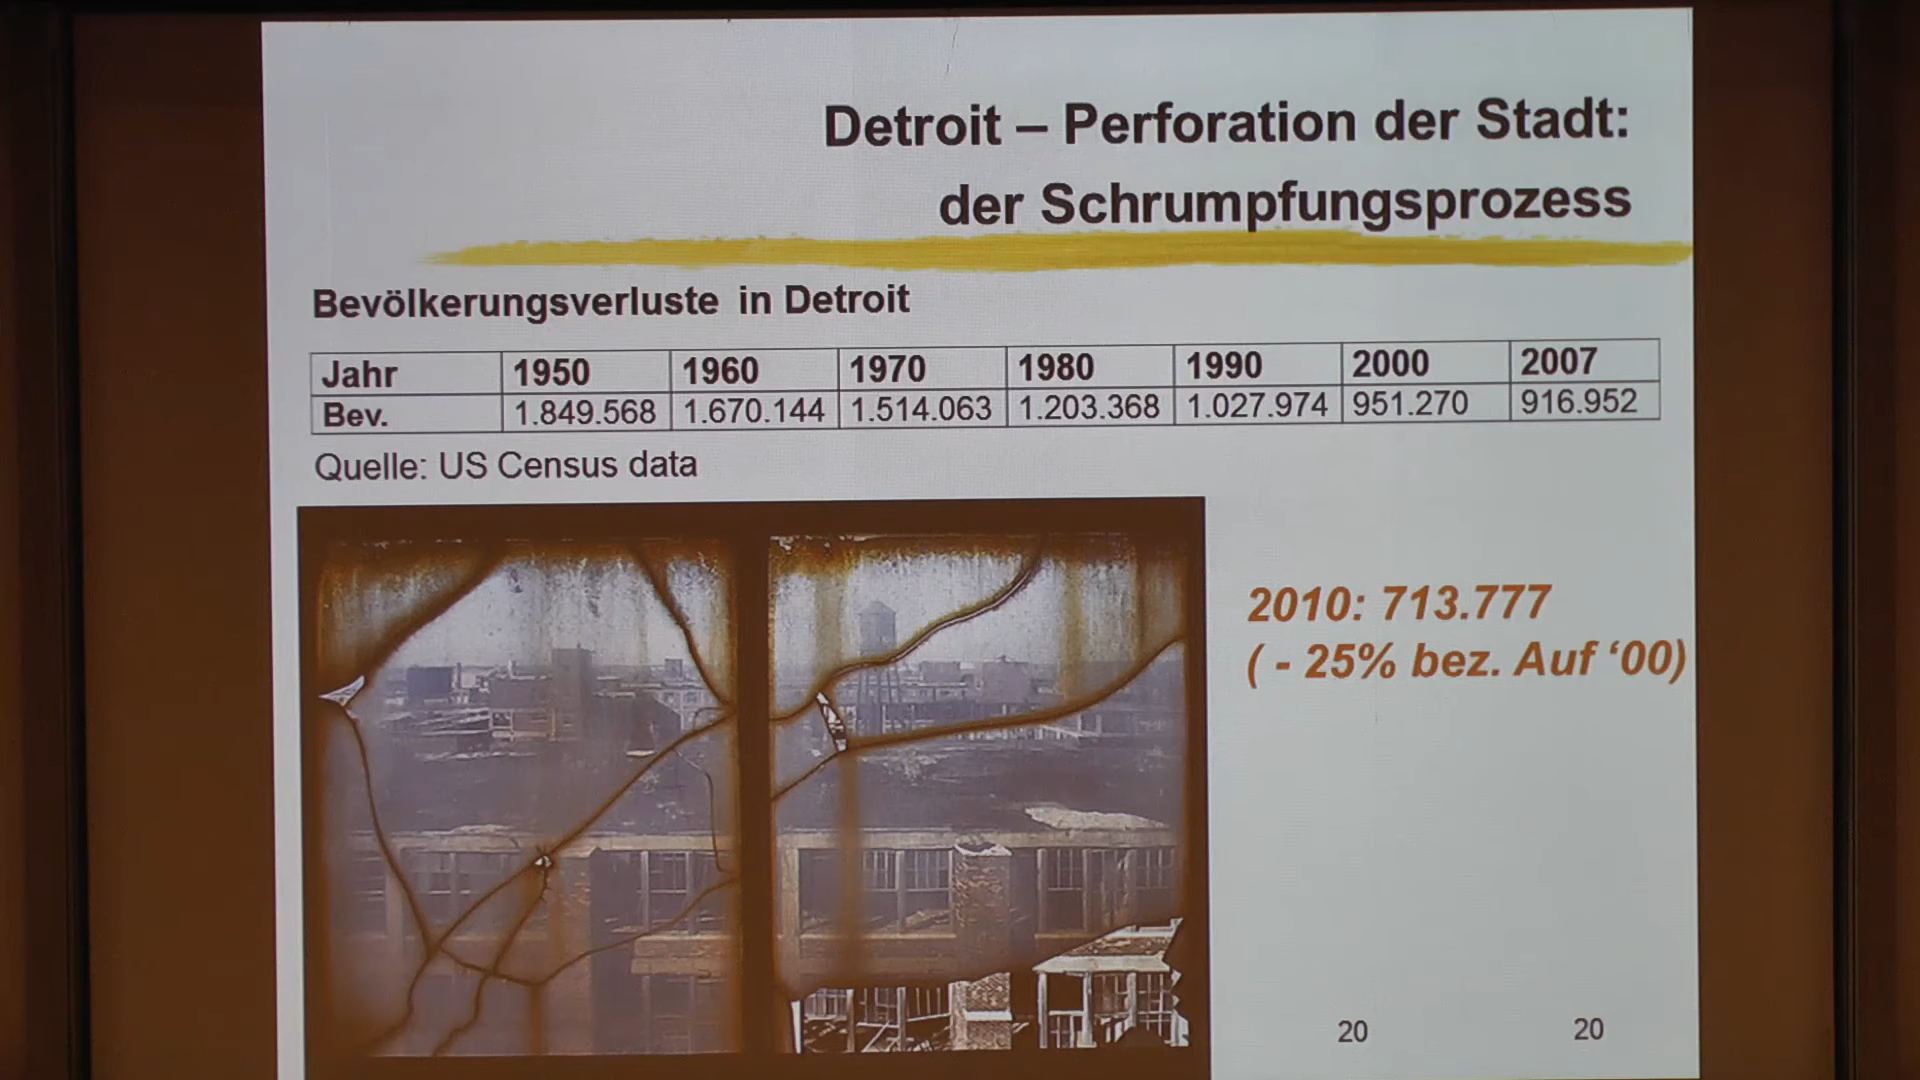 Detroit – Perforation der Stadt:
der Schrumpfungsprozess
Bevölkerungsverluste in Detroit
Jahr 1950 1960 1970 1980 1990 2000 2007
Bev. 1.849.568 1.670.144 1.514.063 1.203.368 1.027.974 951.270 916.952
Quelle: US Census data
2010: 713.777
( - 25% bez. Auf ‘00)
20 20